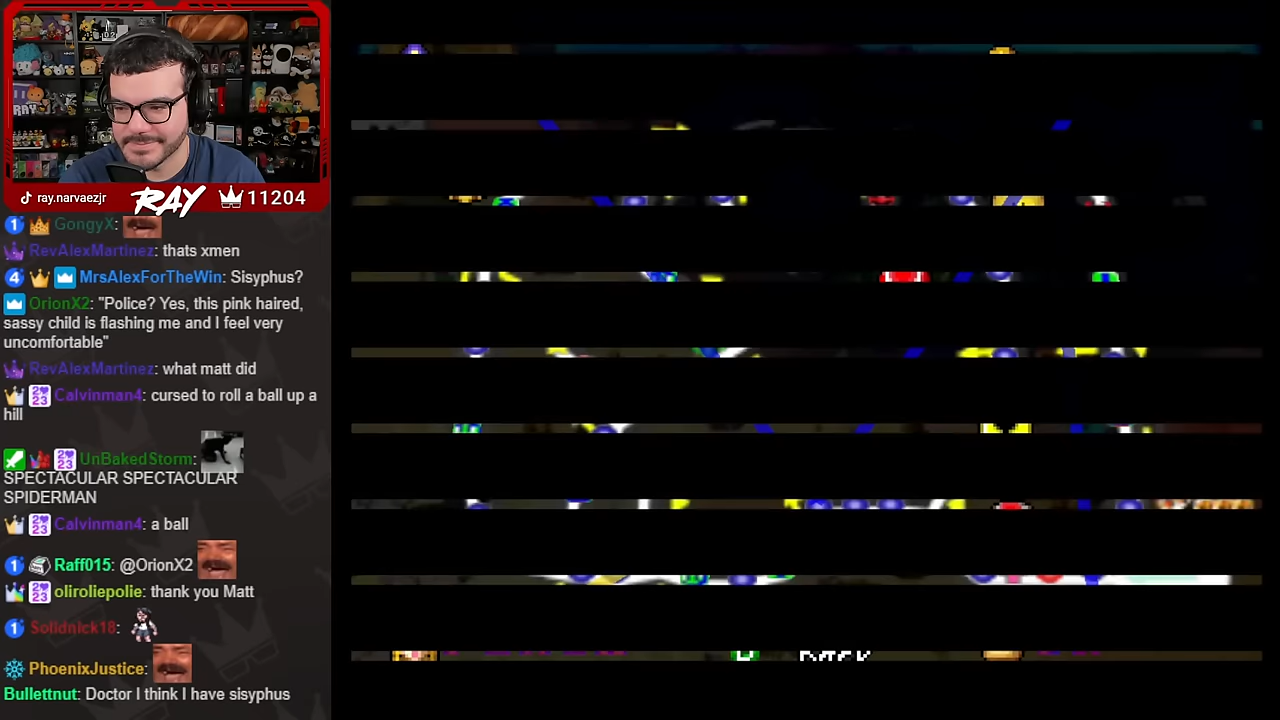 ray.narvaezjr RAY 11204
GongyX:
RevAlexMartinez: thats xmen
MrsAlexForTheWin: Sisyphus?
OrionX2: "Police? Yes, this pink haired,
sassy child is flashing me and I feel very
uncomfortable"
RevAlexMartinez: what matt did
Calvinman4: cursed to roll a ball up a
hill
UnBakedStorm:
SPECTACULAR SPECTACULAR
SPIDERMAN
Calvinman4: a ball
Raff015: @OrionX2
oliroliepolie: thank you Matt
Solidnick18:
PhoenixJustice:
Bullettnut: Doctor I think I have sisyphus